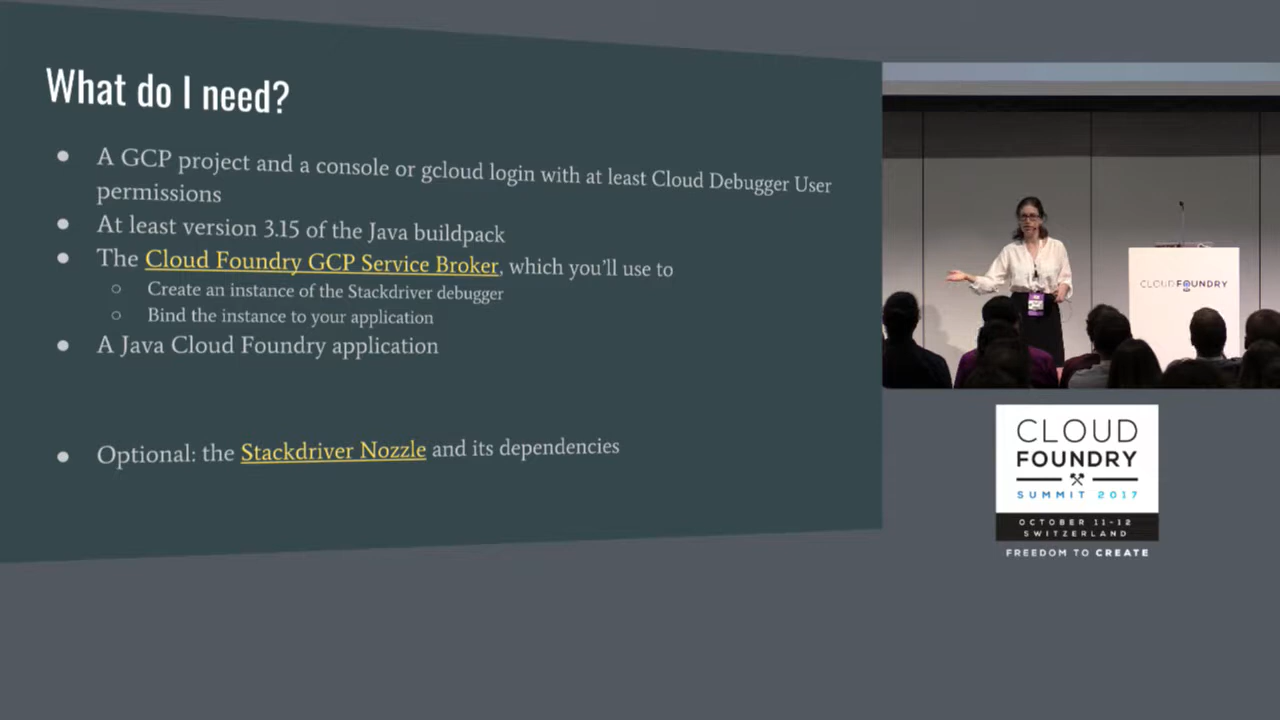 What do I need?
● A GCP project and a console or gcloud login with at least Cloud Debugger User
permissions
● At least version 3.15 of the Java buildpack
● The Cloud Foundry GCP Service Broker, which you'll use to
○ Create an instance of the Stackdriver debugger
○ Bind the instance to your application
● A Java Cloud Foundry application
● Optional: the Stackdriver Nozzle and its dependencies
CLOUDFOUNDRY
CLOUD
FOUNDRY
SUMMIT 2017
OCTOBER 11-12
SWITZERLAND
FREEDOM TO CREATE